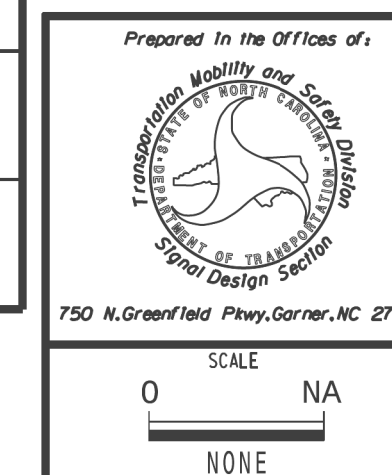 Prepared in the Offices of:
Transportation Mobility and Safety Division
STATE OF NORTH CAROLINA
DEPARTMENT OF TRANSPORTATION
Signal Design Section
750 N.Greenfield Pkwy,Garner,NC 27
SCALE
0 NA
NONE